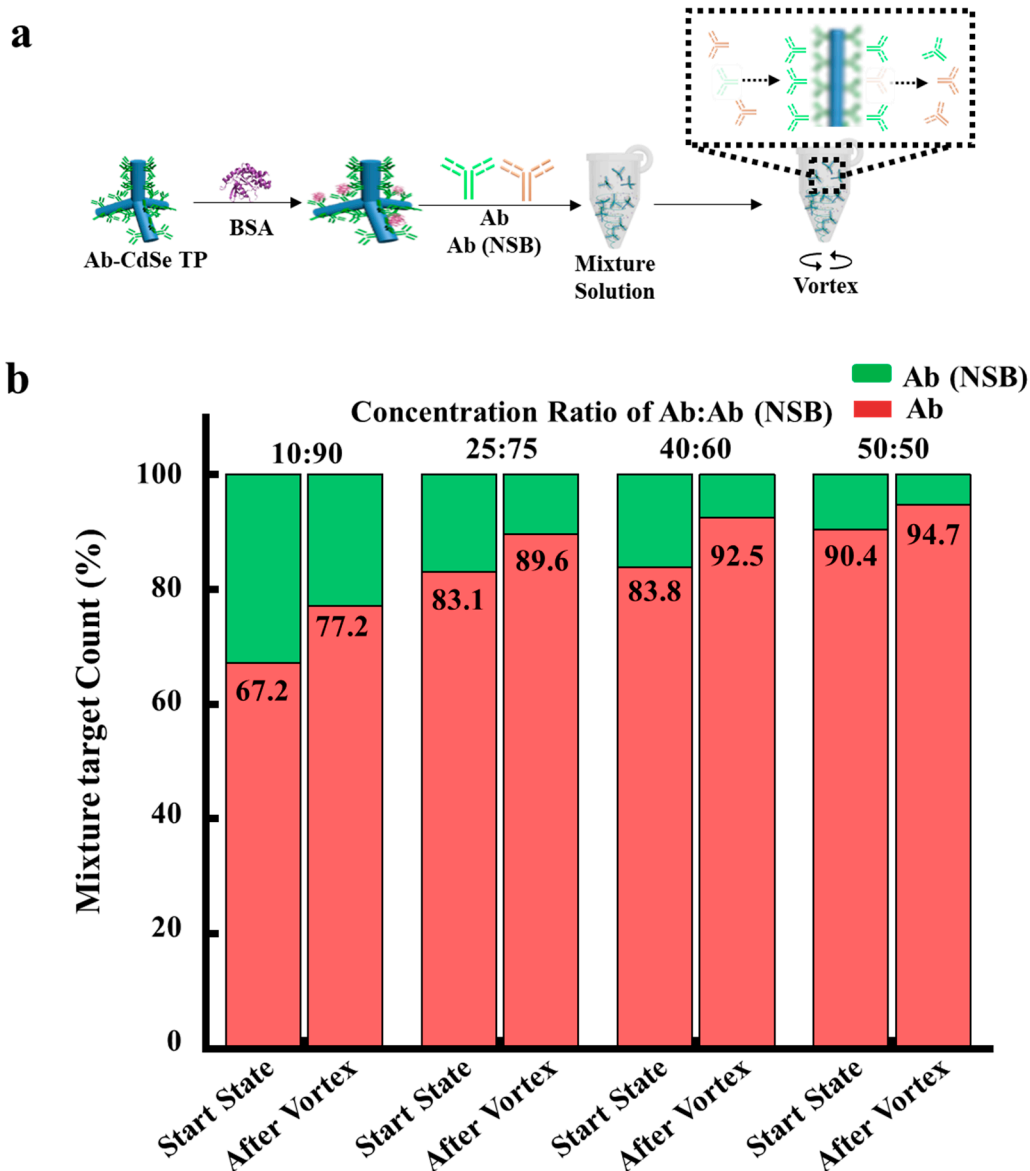 a
Ab-CdSe TP
BSA
Ab
Ab (NSB)
Mixture
Solution
Vortex
b
Ab (NSB)
Ab
Concentration Ratio of Ab:Ab (NSB)
10:90
25:75
40:60
50:50
Mixture target Count (%)
100
80
60
40
20
0
67.2
77.2
83.1
89.6
83.8
92.5
90.4
94.7
Start State
After Vortex
Start State
After Vortex
Start State
After Vortex
Start State
After Vortex